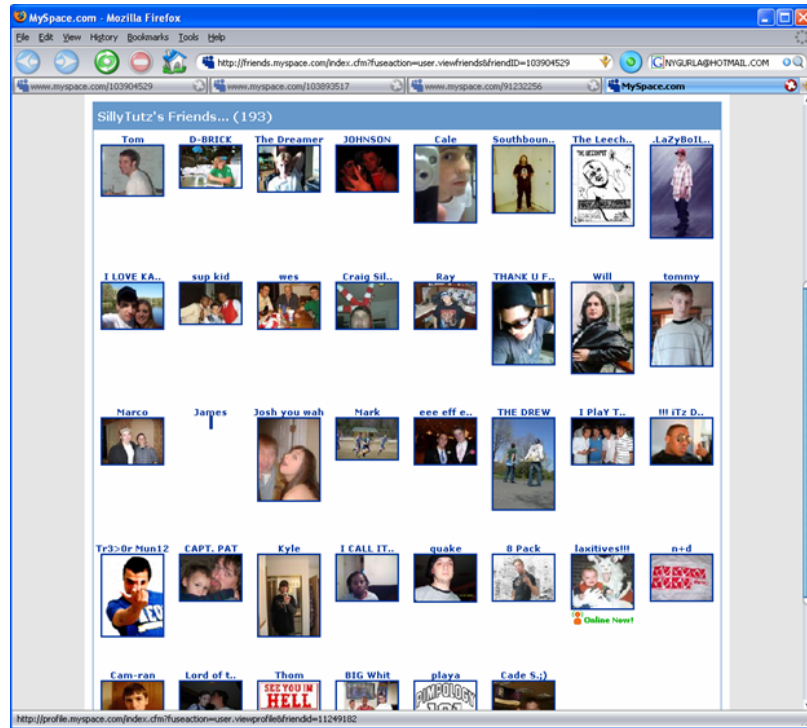 MySpace.com - Mozilla Firefox
File Edit View History Bookmarks Tools Help
http://friends.myspace.com/index.cfm?fuseaction=user.viewfriends&friendID=103904529 NYGURLA@HOTMAIL.COM
www.myspace.com/103904529 www.myspace.com/103893517 www.myspace.com/91232256 MySpace.com
SillyTutz's Friends... (193)
Tom D-BRICK The Dreamer JOHNSON Cale Southboun.. The Leech.. .LaZyBoIL..
I LOVE KA.. sup kid wes Craig Sil.. Ray THANK U F.. Will tommy
Marco James Josh you wah Mark eee eff e.. THE DREW I PlaY T.. !!! iTz D..
Tr3>0r Mun12 CAPT. PAT Kyle I CALL IT.. quake 8 Pack laxitives!!! n+d
Online Now!
Cam-ran Lord of t.. Thom BIG Whit playa Cade S.;)
SEE YOU IN
HELL
PIMPOLOGY
101
http://profile.myspace.com/index.cfm?fuseaction=user.viewprofile&friendid=11249182